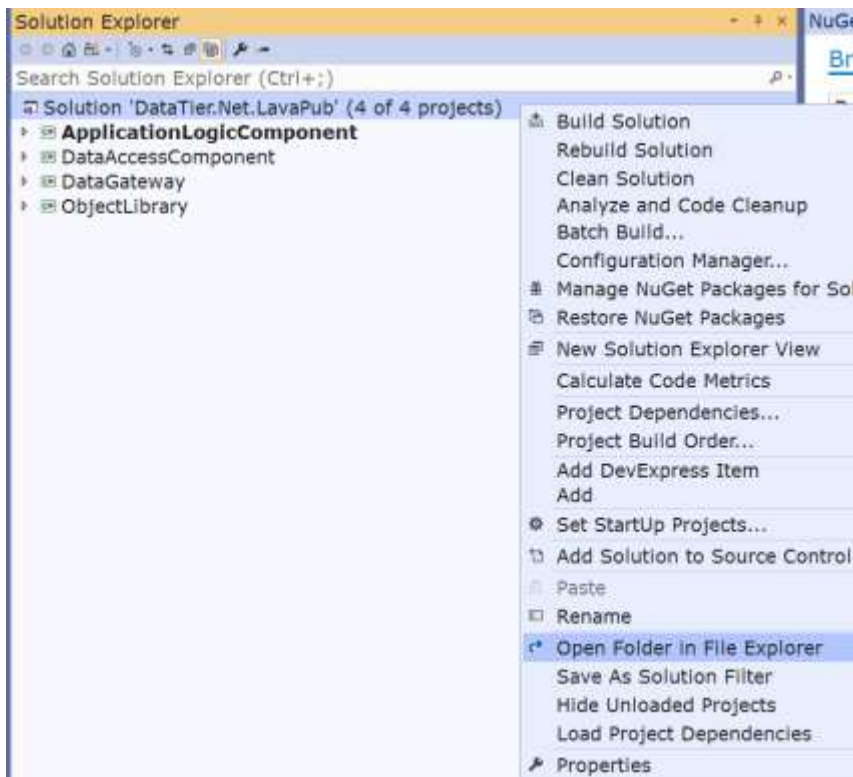 Solution Explorer
NuGe
Br
Search Solution Explorer (Ctrl+;)
Solution 'DataTier.Net.LavaPub' (4 of 4 projects)
ApplicationLogicComponent
DataAccessComponent
DataGateway
ObjectLibrary
Build Solution
Rebuild Solution
Clean Solution
Analyze and Code Cleanup
Batch Build...
Configuration Manager...
Manage NuGet Packages for Sol
Restore NuGet Packages
New Solution Explorer View
Calculate Code Metrics
Project Dependencies...
Project Build Order...
Add DevExpress Item
Add
Set StartUp Projects...
Add Solution to Source Control
Paste
Rename
Open Folder in File Explorer
Save As Solution Filter
Hide Unloaded Projects
Load Project Dependencies
Properties